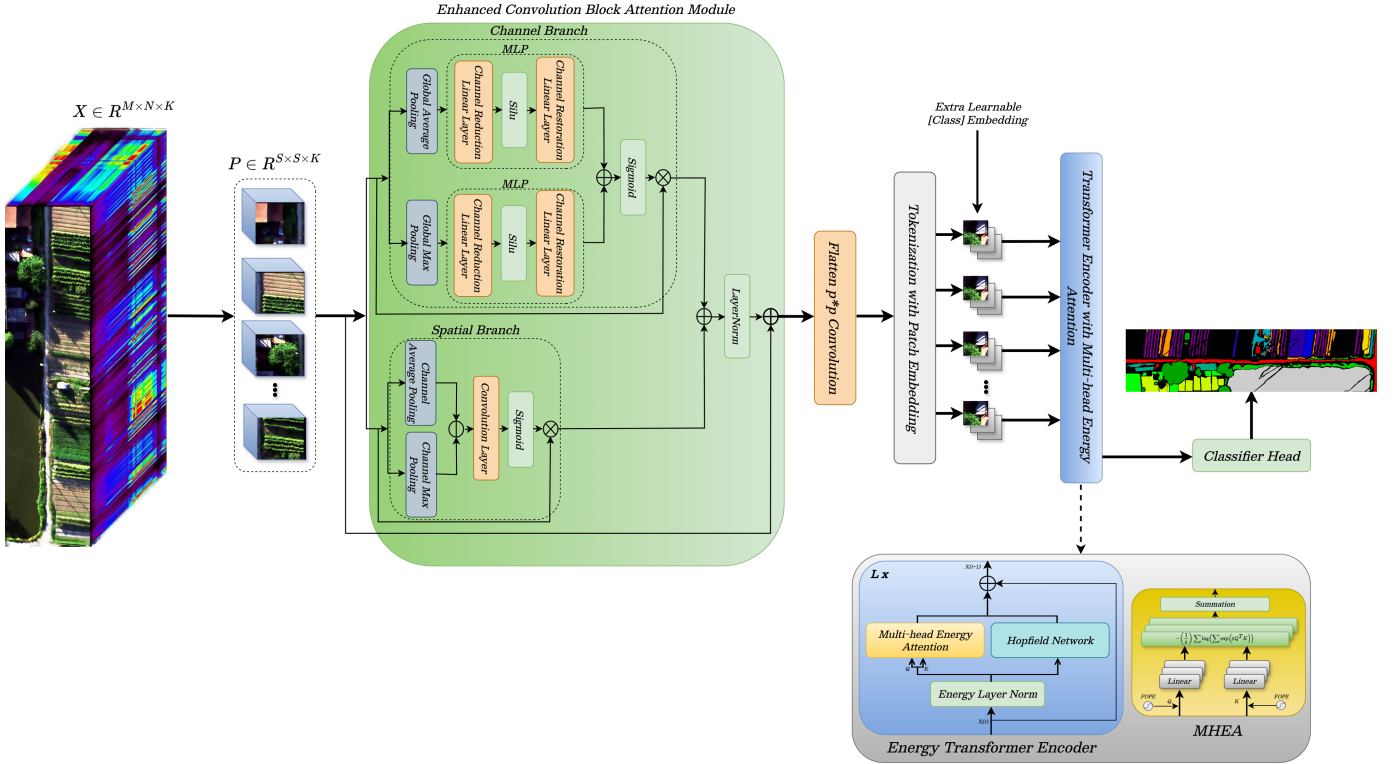 Enhanced Convolution Block Attention Module
Channel Branch
MLP
X ∈ R^{M×N×K}
P ∈ R^{S×S×K}
Global Average
Pooling
Channel Reduction
Linear Layer
Silu
Channel Restoration
Linear Layer
Sigmoid
MLP
Global Max
Pooling
Channel Reduction
Linear Layer
Silu
Channel Restoration
Linear Layer
LayerNorm
Spatial Branch
Channel
Average Pooling
Channel Max
Pooling
Convolution Layer
Sigmoid
Flatten p*p Convolution
Tokenization with Patch Embedding
Extra Learnable
[Class] Embedding
Transformer Encoder with Multi-head Energy
Attention
Classifier Head
L x
X(t+1)
Multi-head Energy
Attention
Hopfield Network
Q
K
Energy Layer Norm
X(t)
Energy Transformer Encoder
Summation
Linear
Linear
FOPE
Q
K
FOPE
MHEA